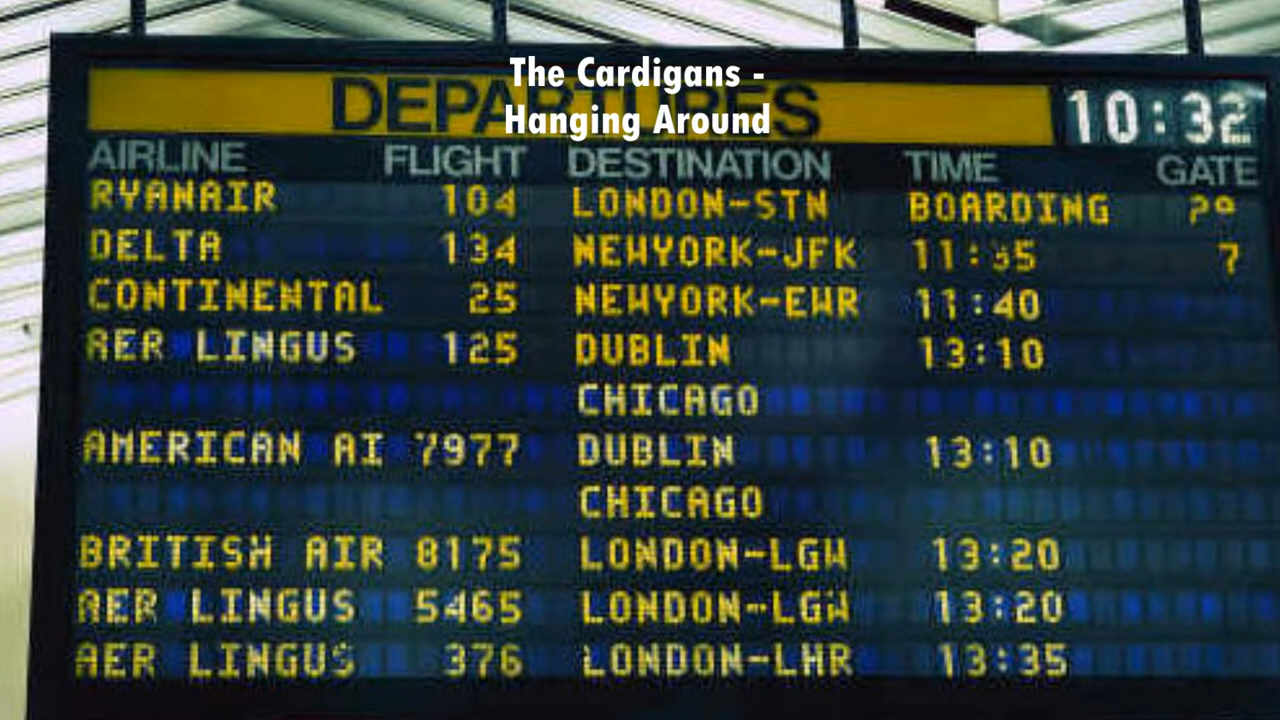 The Cardigans -
Hanging Around
DEPARTURES 10:32
AIRLINE FLIGHT DESTINATION TIME GATE
RYANAIR 104 LONDON-STN BOARDING
DELTA 134 NEWYORK-JFK 7
CONTINENTAL 25 NEWYORK-EWR 11:40
AER LINGUS 125 DUBLIN 13:10
CHICAGO
AMERICAN AI 7977 DUBLIN 13:10
CHICAGO
BRITISH AIR 8175 LONDON-LGW 13:20
AER LINGUS 5465 LONDON-LGW 13:20
AER LINGUS 376 LONDON-LHR 13:35